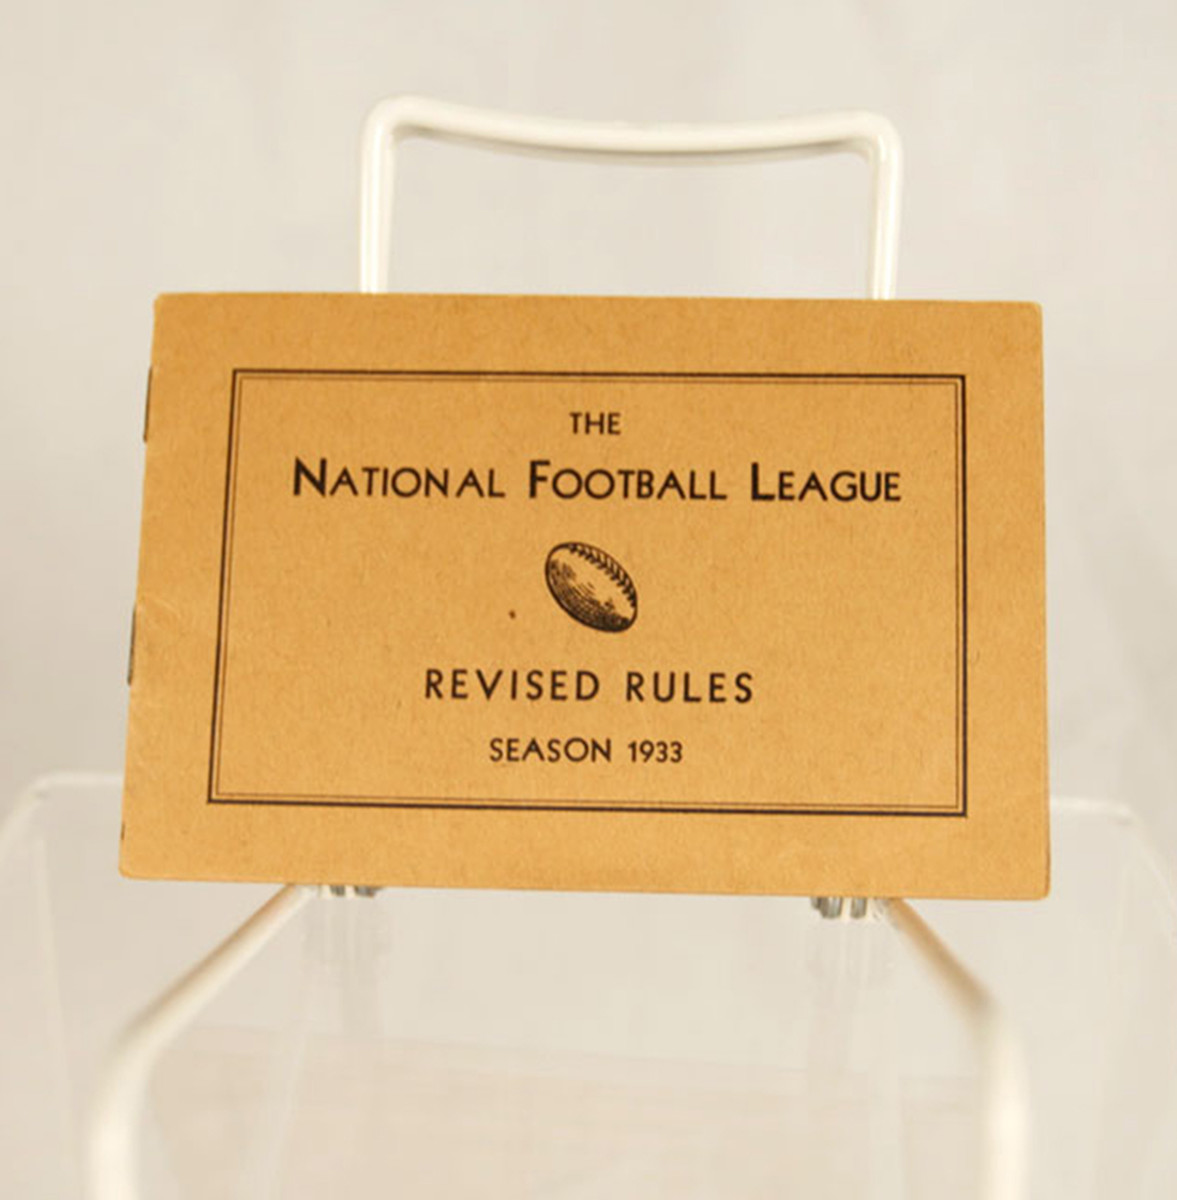 THE
NATIONAL FOOTBALL LEAGUE
REVISED RULES
SEASON 1933